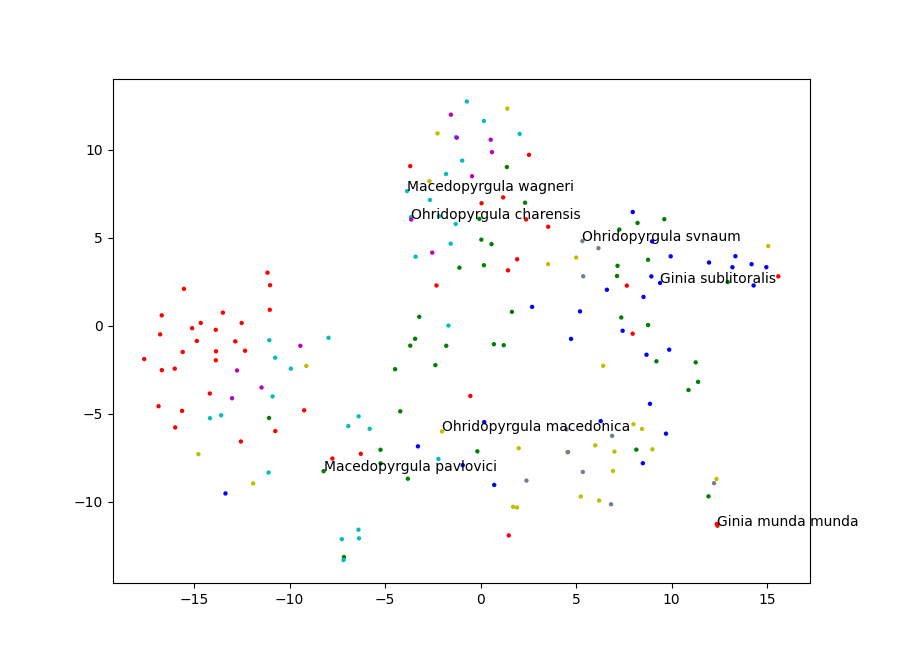 10
Macedopyrgula wagneri
Ohridopyrgula charensis
5
Ohridopyrgula svnaum
Ginia sublitoralis
0
−5
Ohridopyrgula macedonica
Macedopyrgula pavlovici
−10
Ginia munda munda
−15 −10 −5 0 5 10 15